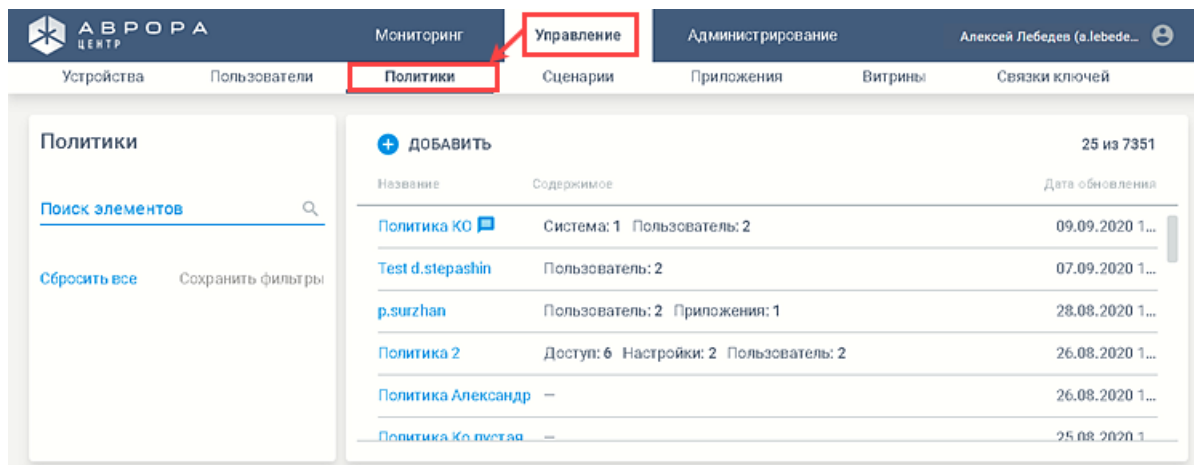 АВРОРА
ЦЕНТР
Мониторинг Управление Администрирование Алексей Лебедев (a.lebede...
Устройства Пользователи Политики Сценарии Приложения Витрины Связки ключей
Политики
Поиск элементов
Сбросить все Сохранить фильтры
ДОБАВИТЬ 25 из 7351
Название Содержимое Дата обновления
Политика КО Система: 1 Пользователь: 2 09.09.2020 1...
Test d.stepashin Пользователь: 2 07.09.2020 1...
p.surzhan Пользователь: 2 Приложения: 1 28.08.2020 1...
Политика 2 Доступ: 6 Настройки: 2 Пользователь: 2 26.08.2020 1...
Политика Александр — 26.08.2020 1...
Политика Ко пустая — 25.08.2020 1...